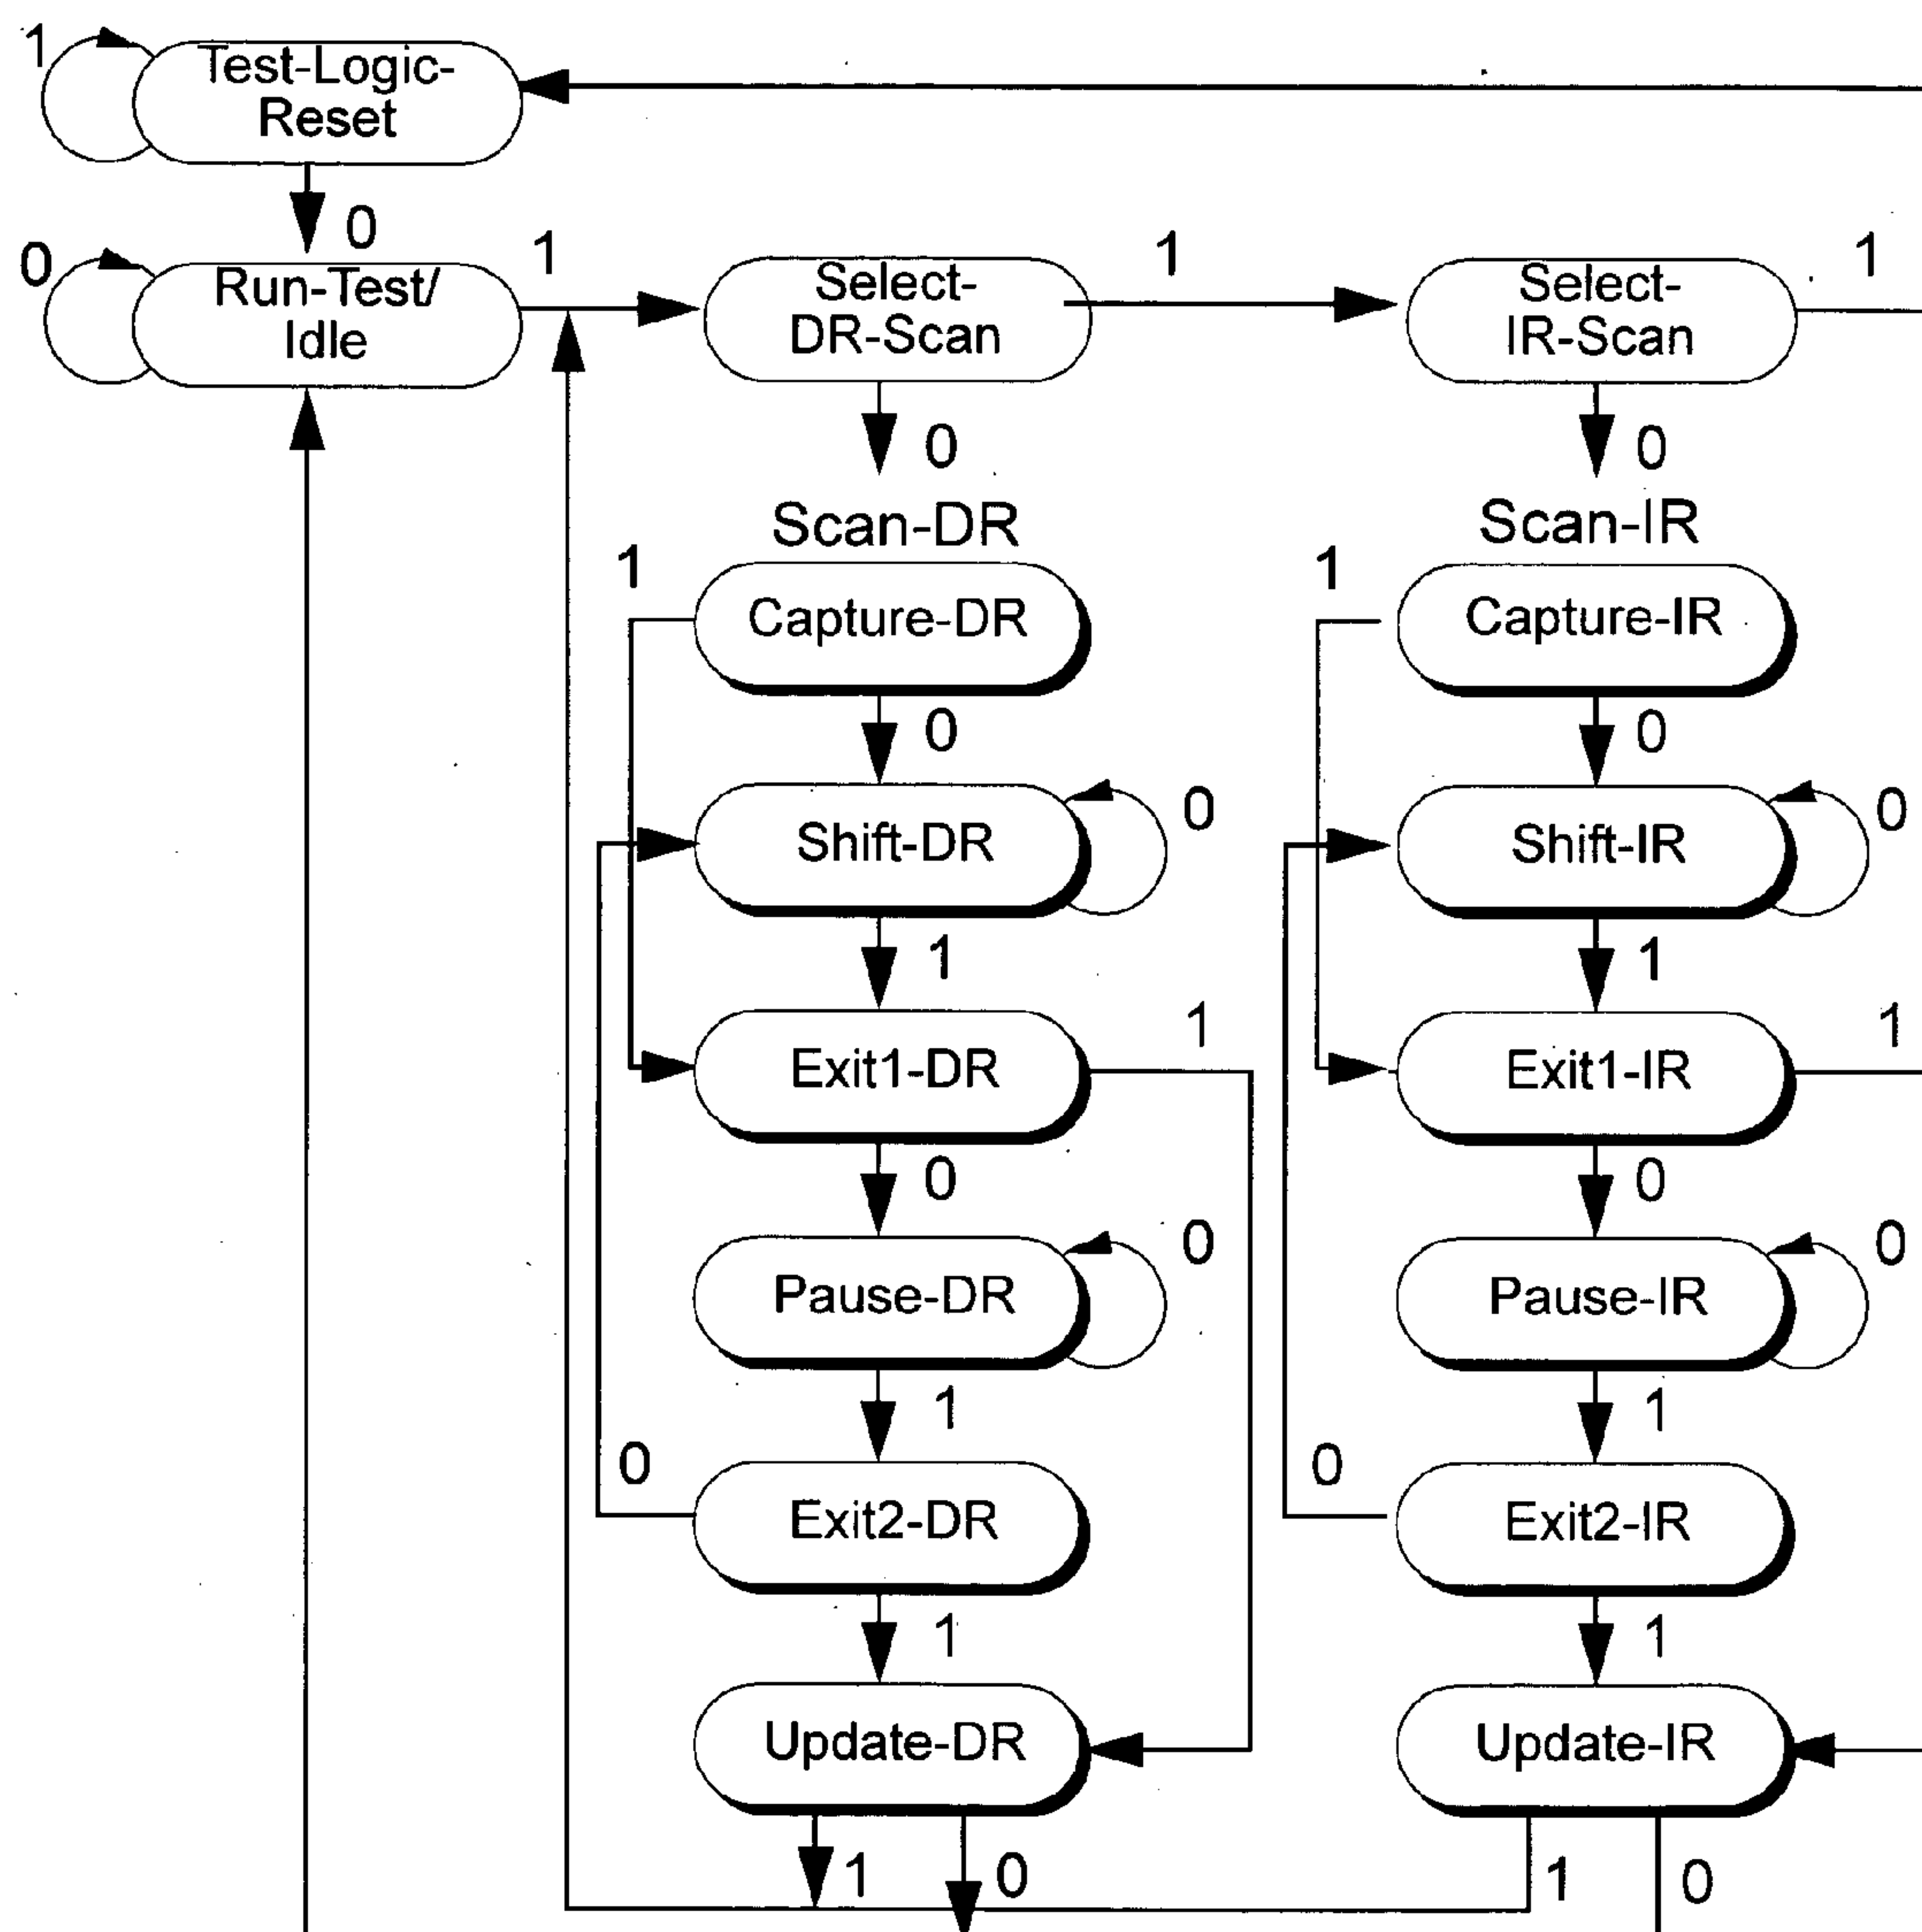 1
Test-Logic-
Reset
0
0
Run-Test/
Idle
1
Select-
DR-Scan
1
Select-
IR-Scan
1
0
0
Scan-DR
Scan-IR
1
Capture-DR
1
Capture-IR
0
0
Shift-DR
0
Shift-IR
0
1
1
Exit1-DR
1
Exit1-IR
1
0
0
Pause-DR
0
Pause-IR
0
1
1
0
Exit2-DR
0
Exit2-IR
1
1
Update-DR
Update-IR
1
0
1
0